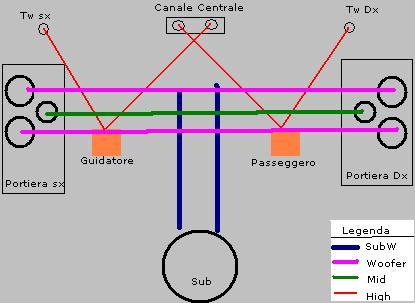 Canale Centrale
Tw sx
Tw Dx
Guidatore
Passeggero
Portiera sx
Portiera Dx
Sub
Legenda
SubW
Woofer
Mid
High